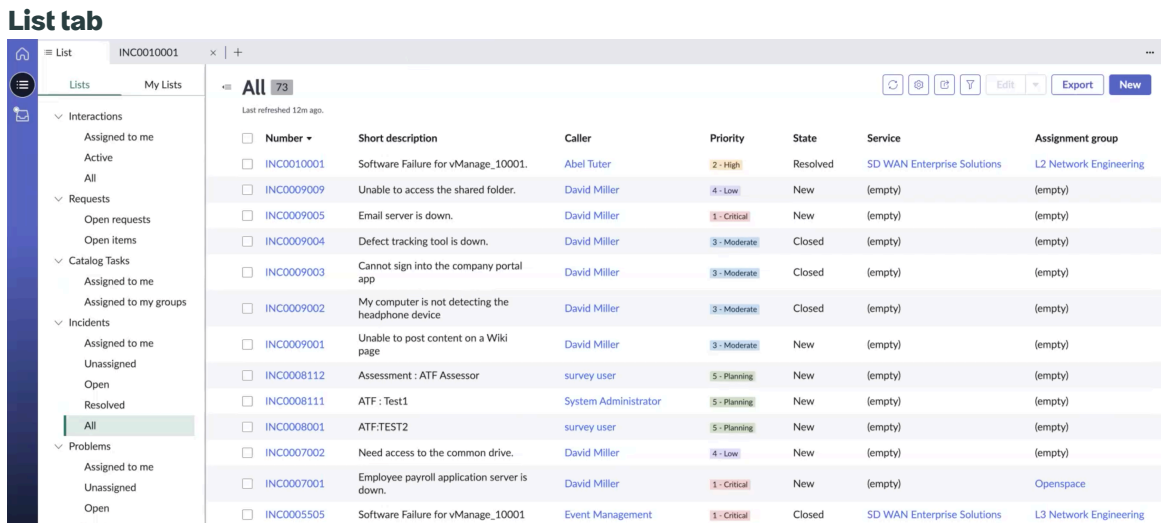 List tab
List
INC0010001
Lists
My Lists
Interactions
Assigned to me
Active
All
Requests
Open requests
Open items
Catalog Tasks
Assigned to me
Assigned to my groups
Incidents
Assigned to me
Unassigned
Open
Resolved
All
Problems
Assigned to me
Unassigned
Open
All 73
Last refreshed 12m ago.
Edit
Export
New
Number Short description Caller Priority State Service Assignment group
INC0010001 Software Failure for vManage_10001. Abel Tuter 2 - High Resolved SD WAN Enterprise Solutions L2 Network Engineering
INC0009009 Unable to access the shared folder. David Miller 4 - Low New (empty) (empty)
INC0009005 Email server is down. David Miller 1 - Critical New (empty) (empty)
INC0009004 Defect tracking tool is down. David Miller 3 - Moderate Closed (empty) (empty)
INC0009003 Cannot sign into the company portal
app David Miller 3 - Moderate Closed (empty) (empty)
INC0009002 My computer is not detecting the
headphone device David Miller 3 - Moderate Closed (empty) (empty)
INC0009001 Unable to post content on a Wiki
page David Miller 3 - Moderate New (empty) (empty)
INC0008112 Assessment : ATF Assessor survey user 5 - Planning New (empty) (empty)
INC0008111 ATF : Test1 System Administrator 5 - Planning New (empty) (empty)
INC0008001 ATF:TEST2 survey user 5 - Planning New (empty) (empty)
INC0007002 Need access to the common drive. David Miller 4 - Low New (empty) (empty)
INC0007001 Employee payroll application server is
down. David Miller 1 - Critical New (empty) Openspace
INC0005505 Software Failure for vManage_10001 Event Management 1 - Critical Closed SD WAN Enterprise Solutions L3 Network Engineering